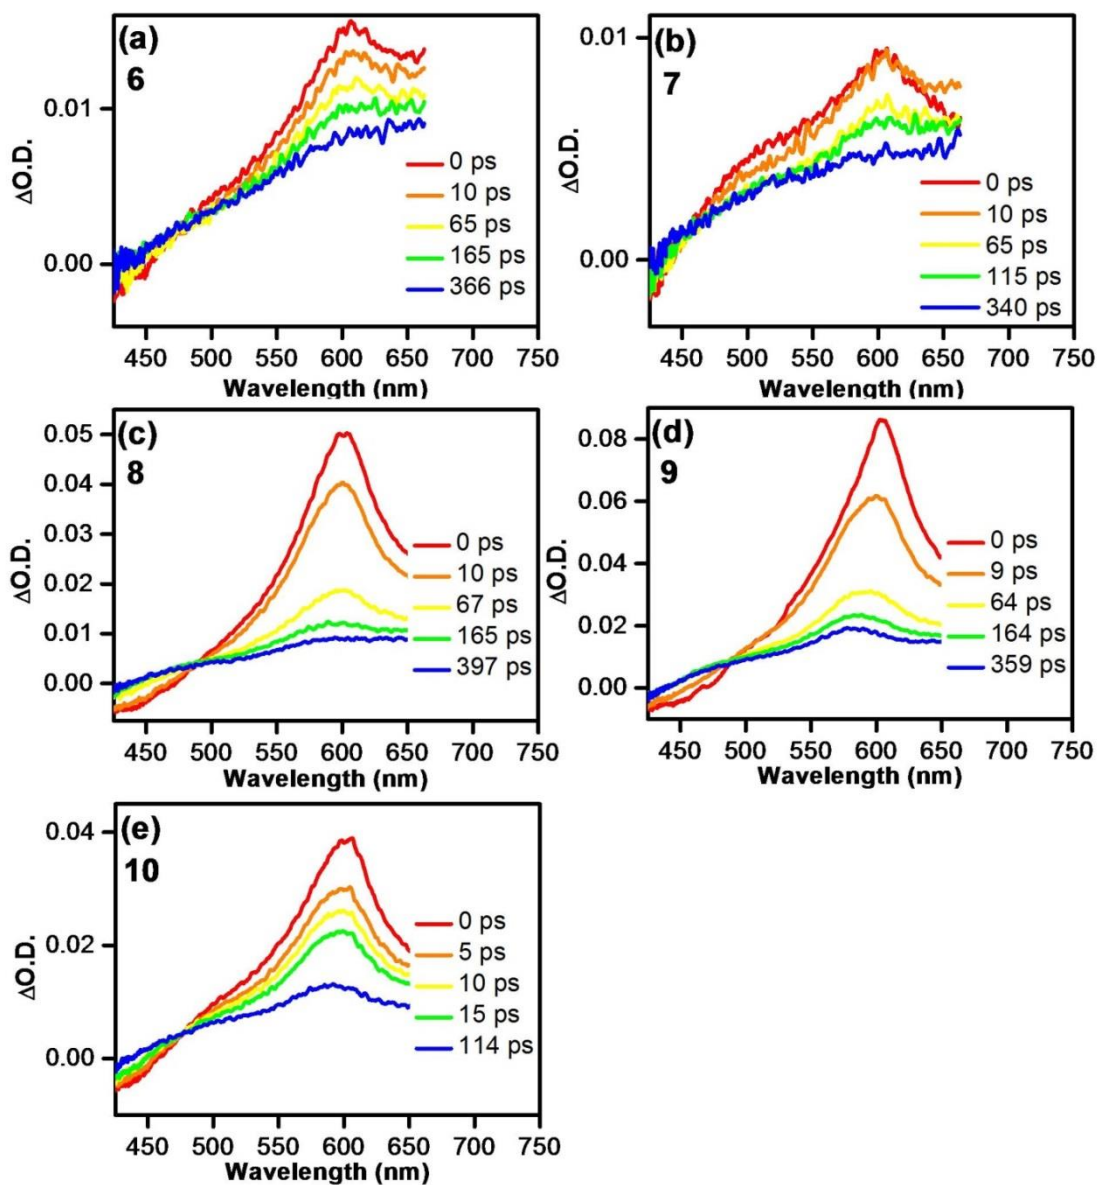 (a)
6
ΔO.D.
0.01
0.00
0 ps
10 ps
65 ps
165 ps
366 ps
450 500 550 600 650 700 750
Wavelength (nm)
(b)
7
ΔO.D.
0.01
0.00
0 ps
10 ps
65 ps
115 ps
340 ps
450 500 550 600 650 700 750
Wavelength (nm)
(c)
8
ΔO.D.
0.05
0.04
0.03
0.02
0.01
0.00
0 ps
10 ps
67 ps
165 ps
397 ps
450 500 550 600 650 700 750
Wavelength (nm)
(d)
9
ΔO.D.
0.08
0.06
0.04
0.02
0.00
0 ps
9 ps
64 ps
164 ps
359 ps
450 500 550 600 650 700 750
Wavelength (nm)
(e)
10
ΔO.D.
0.04
0.02
0.00
0 ps
5 ps
10 ps
15 ps
114 ps
450 500 550 600 650 700 750
Wavelength (nm)